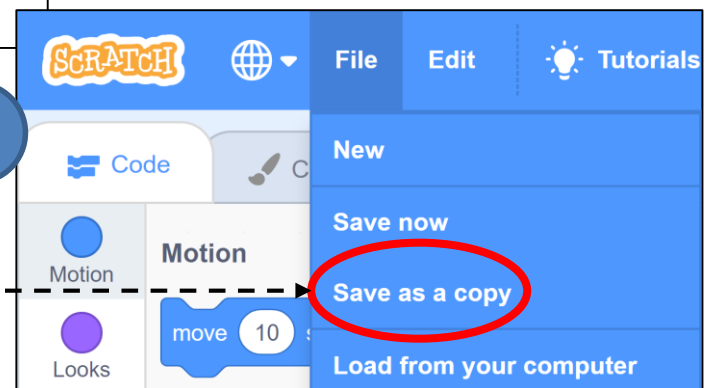 SCRATCH File Edit Tutorials
Code C
New
Motion Motion
Save now
Save as a copy
move 10 s
Looks
Load from your computer